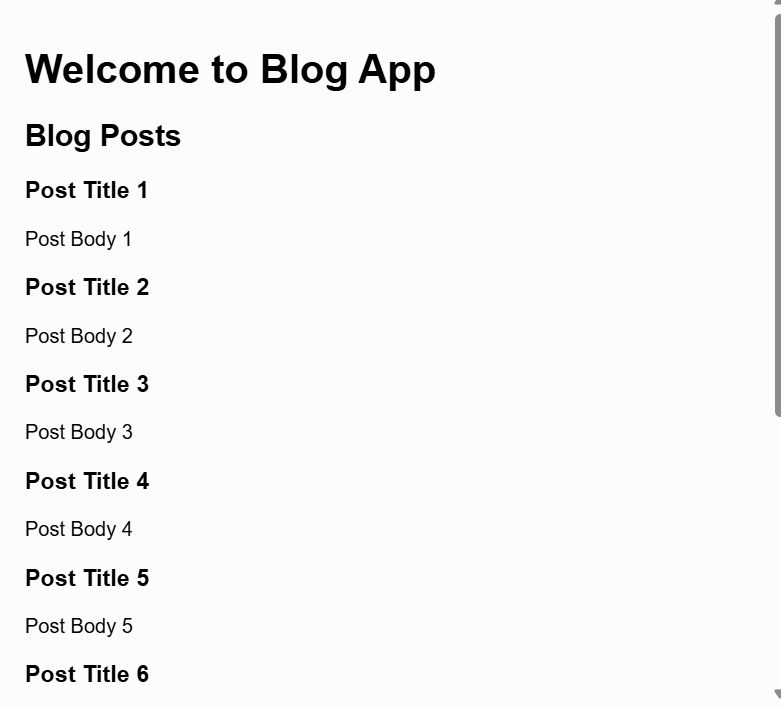 Welcome to Blog App
Blog Posts
Post Title 1
Post Body 1
Post Title 2
Post Body 2
Post Title 3
Post Body 3
Post Title 4
Post Body 4
Post Title 5
Post Body 5
Post Title 6